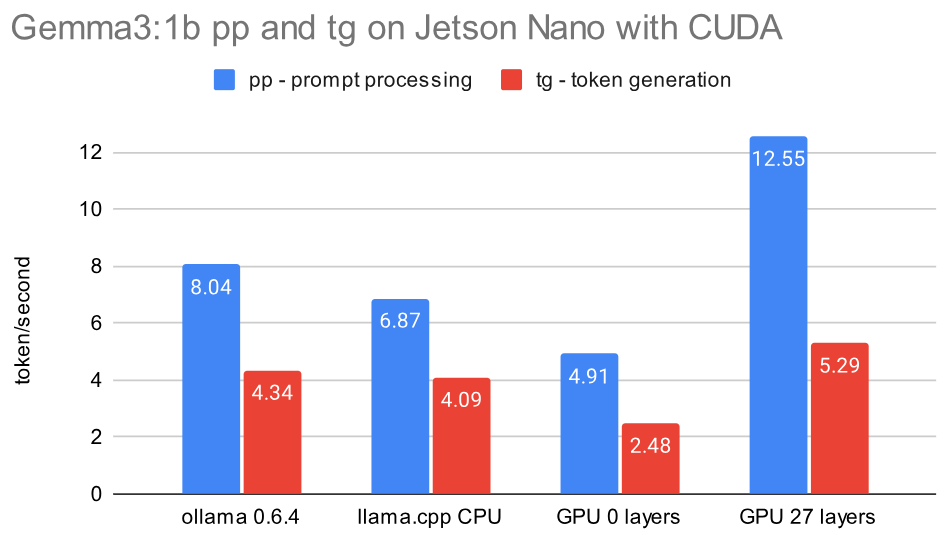 Gemma3:1b pp and tg on Jetson Nano with CUDA
pp - prompt processing
tg - token generation
token/second
12
10
8
6
4
2
0
8.04
4.34
6.87
4.09
4.91
2.48
12.55
5.29
ollama 0.6.4
llama.cpp CPU
GPU 0 layers
GPU 27 layers